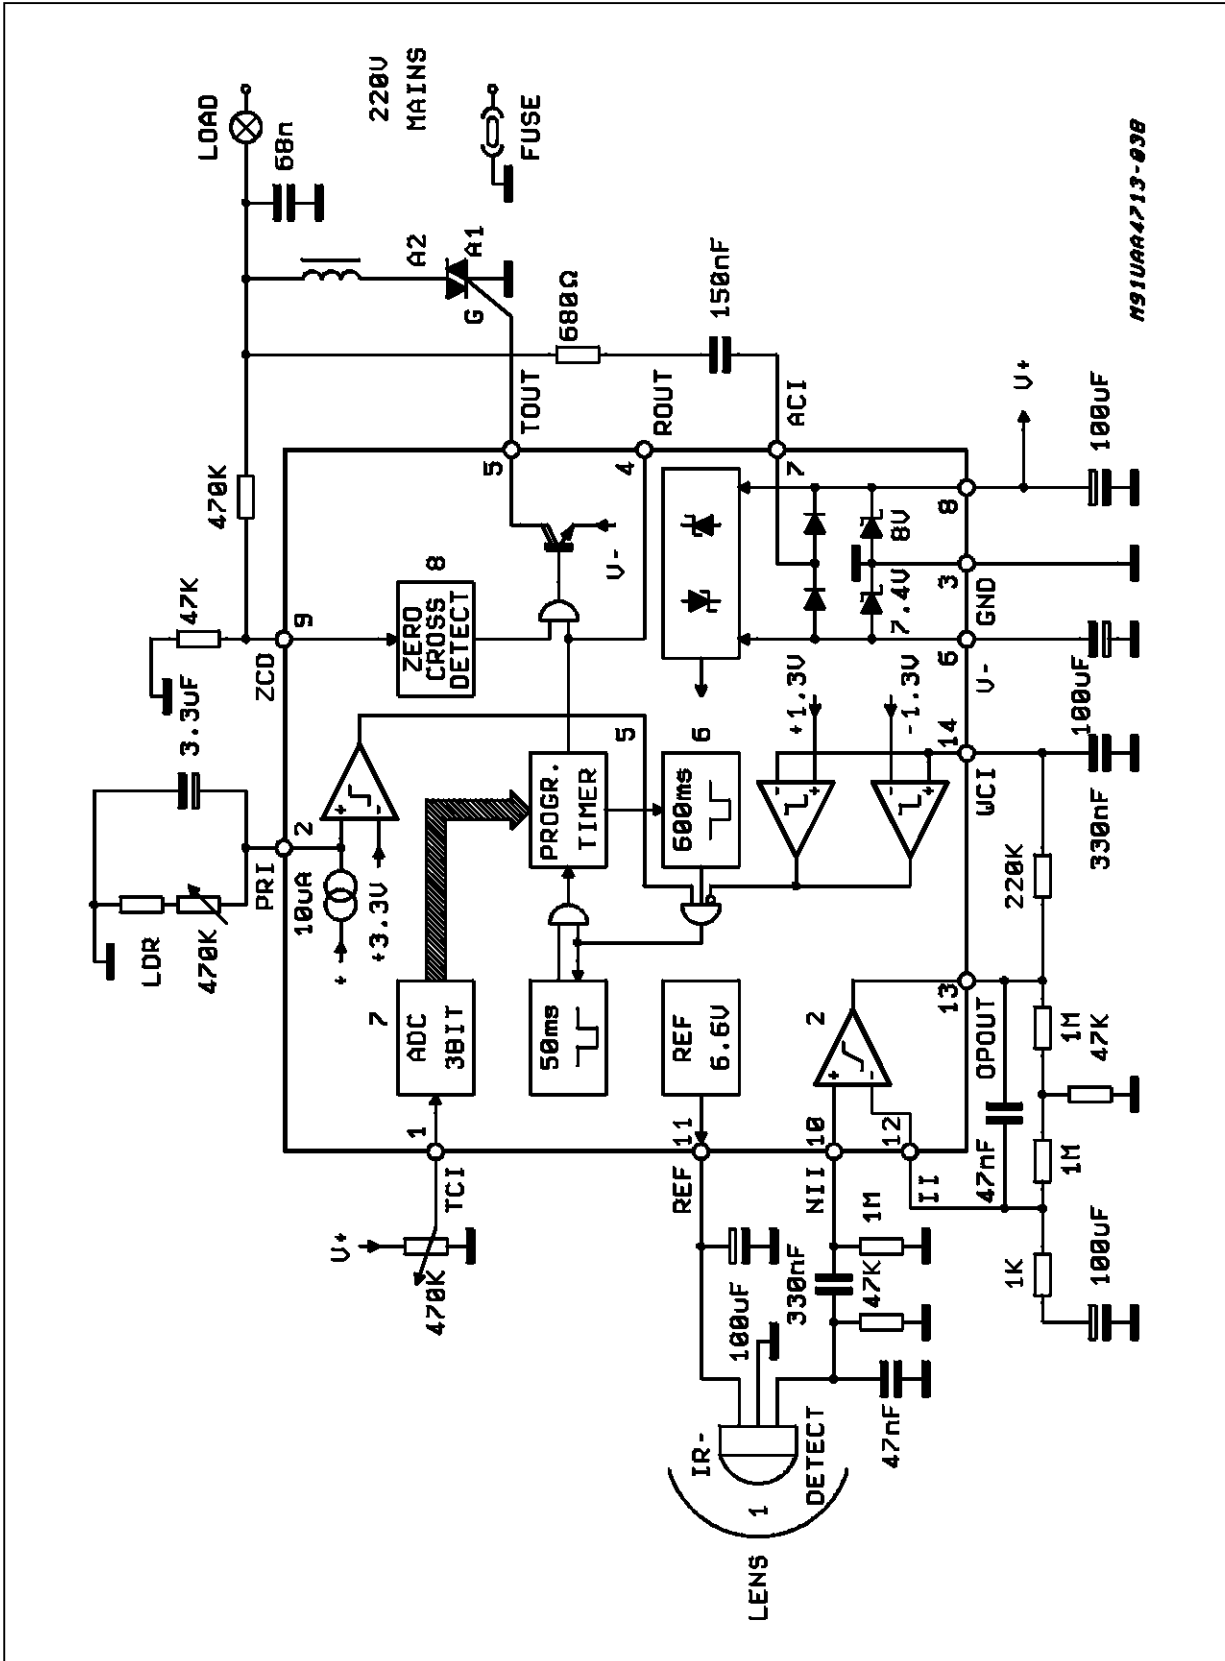 LOAD
220V
MAINS
FUSE
68n
A2
A1
G
680Ω
150nF
470K
47K
3.3uF
LDR
470K
PRI
2
ZCD
9
10uA
+
+3.3V
+
-
7
ADC
3BIT
ZERO
CROSS
DETECT
8
5
TOUT
V-
4
ROUT
1
TCI
V+
470K
50ms
PROGR.
TIMER
5
600ms
6
REF
6.6V
11
REF
100uF
IR-
DETECT
1
LENS
330nF
47K
1M
47nF
NII
10
12
II
2
+
-
+1.3V
-1.3V
-
+
-
+
7
ACI
7.4V
8V
13
OPOUT
14
WCI
6
V-
3
GND
8
V+
47nF
1K
100uF
1M
1M
47K
220K
330nF
100uF
100uF
M91UAA4713-03B